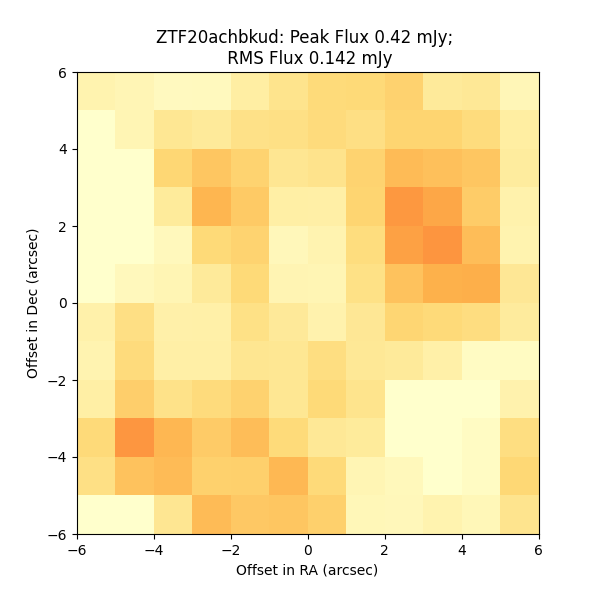 ZTF20achbkud: Peak Flux 0.42 mJy;
RMS Flux 0.142 mJy
6
4
2
0
−2
−4
−6
Offset in Dec (arcsec)
−6 −4 −2 0 2 4 6
Offset in RA (arcsec)